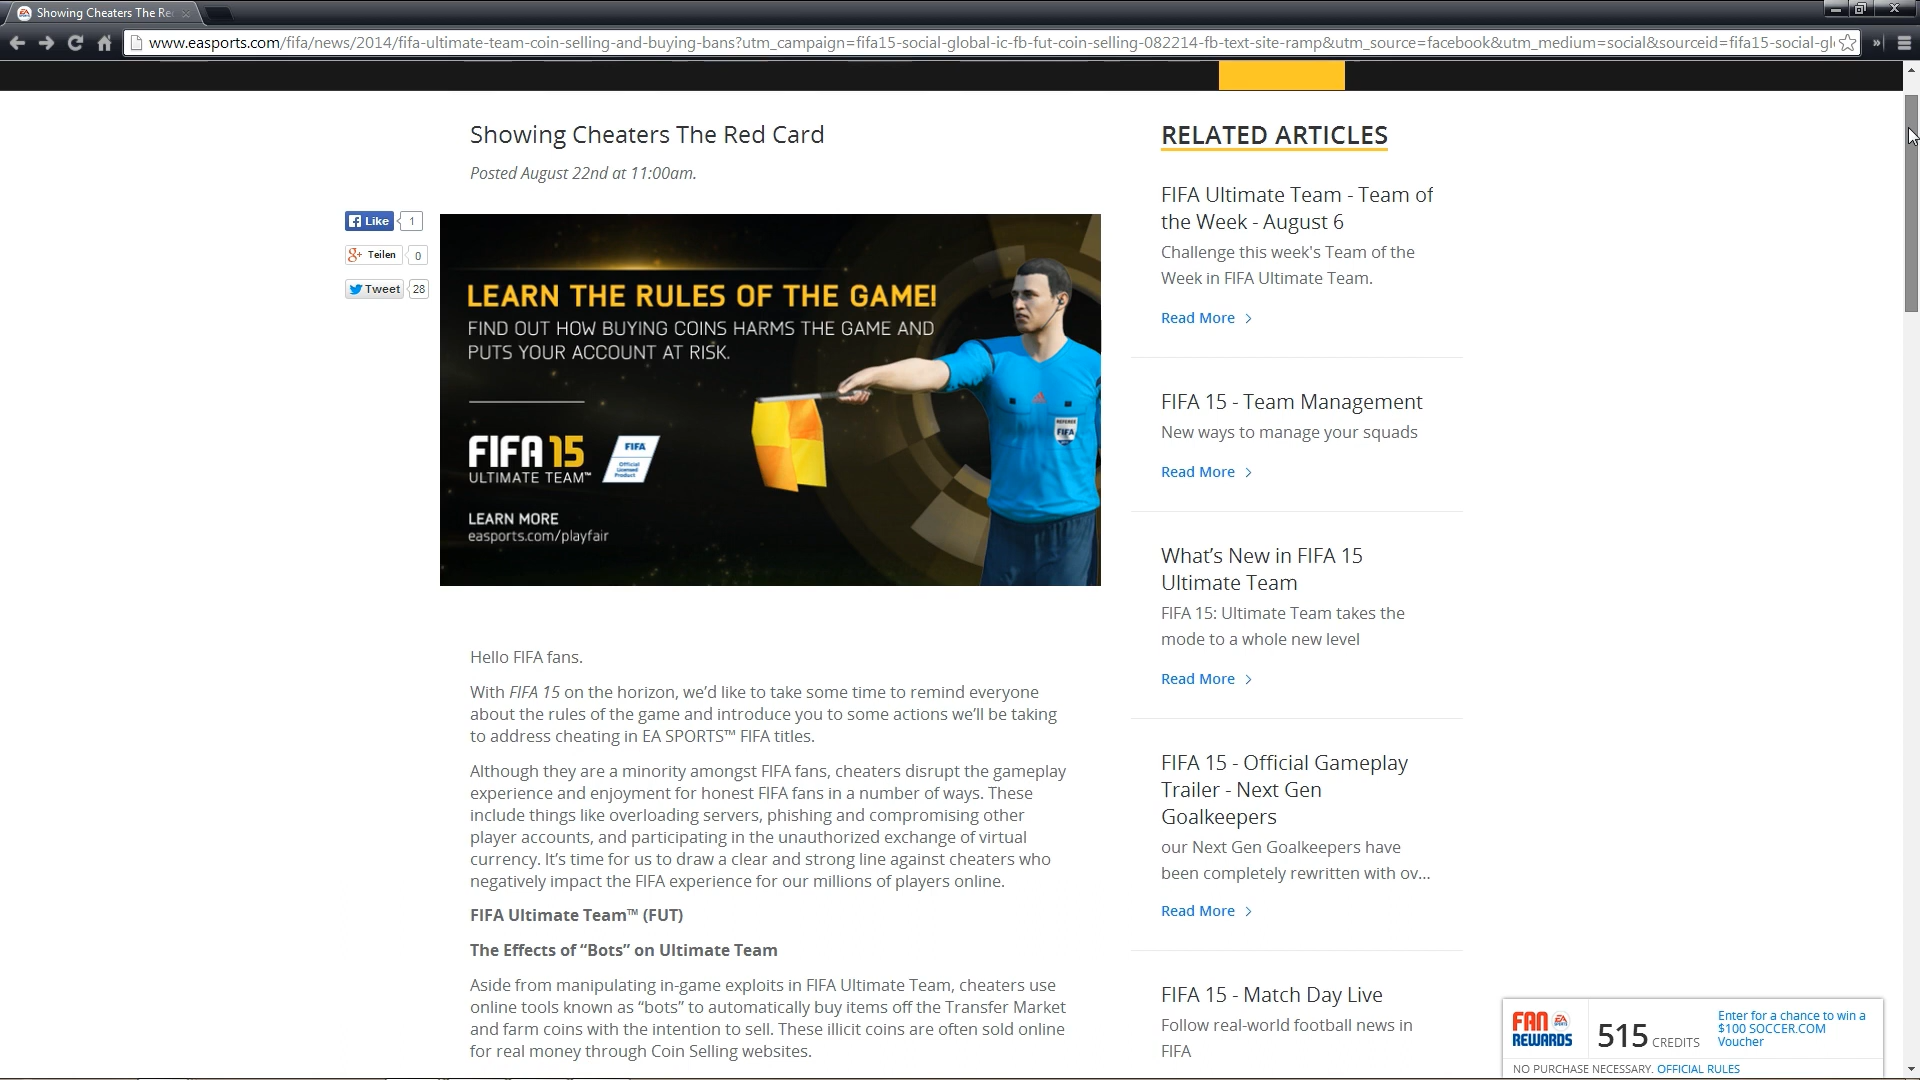 Showing Cheaters The Re
www.easports.com/fifa/news/2014/fifa-ultimate-team-coin-selling-and-buying-bans?utm_campaign=fifa15-social-global-ic-fb-fut-coin-selling-082214-fb-text-site-ramp&utm_source=facebook&utm_medium=social&sourceid=fifa15-social-gl
Showing Cheaters The Red Card
Posted August 22nd at 11:00am.
Like 1
Teilen 0
Tweet 28
LEARN THE RULES OF THE GAME!
FIND OUT HOW BUYING COINS HARMS THE GAME AND
PUTS YOUR ACCOUNT AT RISK.
FIFA 15
ULTIMATE TEAM™
FIFA
Official
Licensed
Product
LEARN MORE
easports.com/playfair
REFEREE
FIFA
Hello FIFA fans.
With FIFA 15 on the horizon, we’d like to take some time to remind everyone
about the rules of the game and introduce you to some actions we’ll be taking
to address cheating in EA SPORTS™ FIFA titles.
Although they are a minority amongst FIFA fans, cheaters disrupt the gameplay
experience and enjoyment for honest FIFA fans in a number of ways. These
include things like overloading servers, phishing and compromising other
player accounts, and participating in the unauthorized exchange of virtual
currency. It’s time for us to draw a clear and strong line against cheaters who
negatively impact the FIFA experience for our millions of players online.
FIFA Ultimate Team™ (FUT)
The Effects of “Bots” on Ultimate Team
Aside from manipulating in-game exploits in FIFA Ultimate Team, cheaters use
online tools known as “bots” to automatically buy items off the Transfer Market
and farm coins with the intention to sell. These illicit coins are often sold online
for real money through Coin Selling websites.
RELATED ARTICLES
FIFA Ultimate Team - Team of
the Week - August 6
Challenge this week's Team of the
Week in FIFA Ultimate Team.
Read More
FIFA 15 - Team Management
New ways to manage your squads
Read More
What’s New in FIFA 15
Ultimate Team
FIFA 15: Ultimate Team takes the
mode to a whole new level
Read More
FIFA 15 - Official Gameplay
Trailer - Next Gen
Goalkeepers
our Next Gen Goalkeepers have
been completely rewritten with ov...
Read More
FIFA 15 - Match Day Live
Follow real-world football news in
FIFA
FAN
REWARDS
515 CREDITS
Enter for a chance to win a
$100 SOCCER.COM
Voucher
NO PURCHASE NECESSARY. OFFICIAL RULES